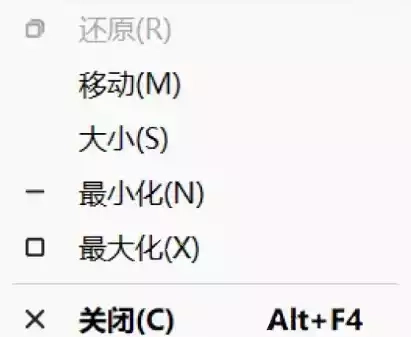 还原(R)
移动(M)
大小(S)
最小化(N)
最大化(X)
关闭(C) Alt+F4